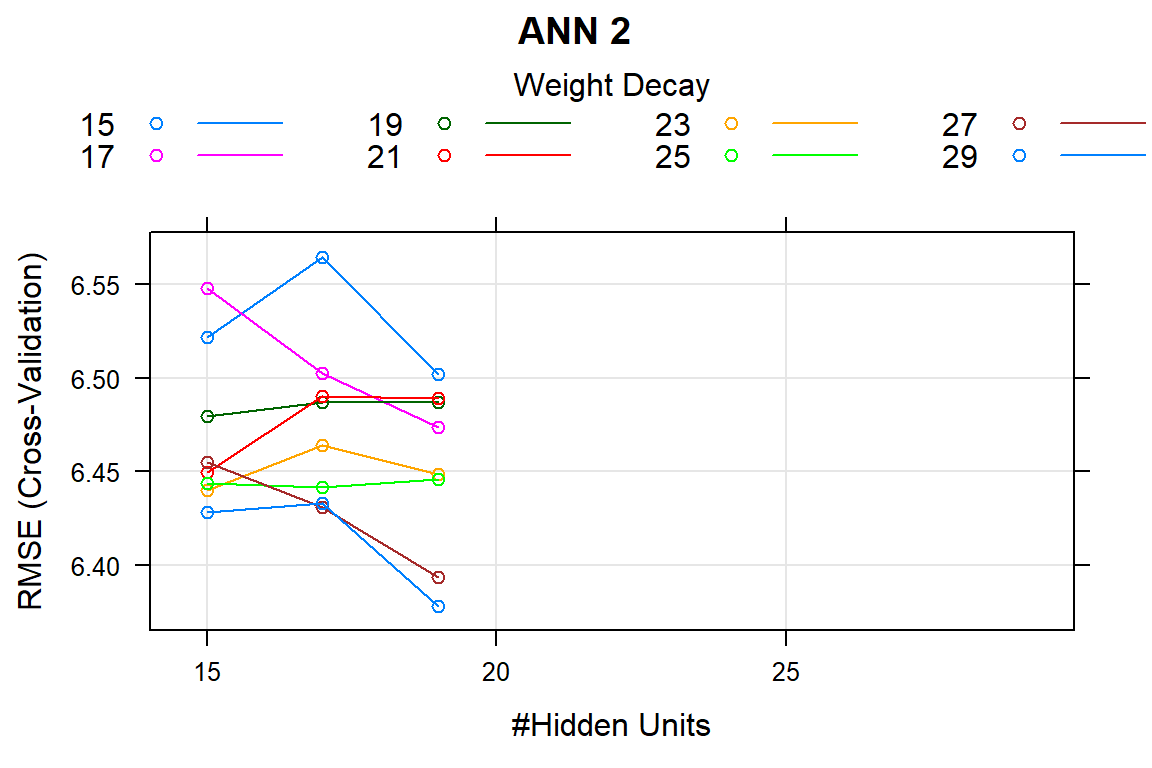 ANN 2
Weight Decay
15 19 23 27
17 21 25 29
RMSE (Cross-Validation)
6.55
6.50
6.45
6.40
15 20 25
#Hidden Units